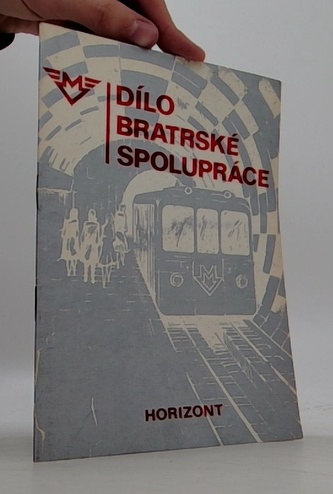 M
DÍLO
BRATRSKÉ
SPOLUPRÁCE
M
HORIZONT